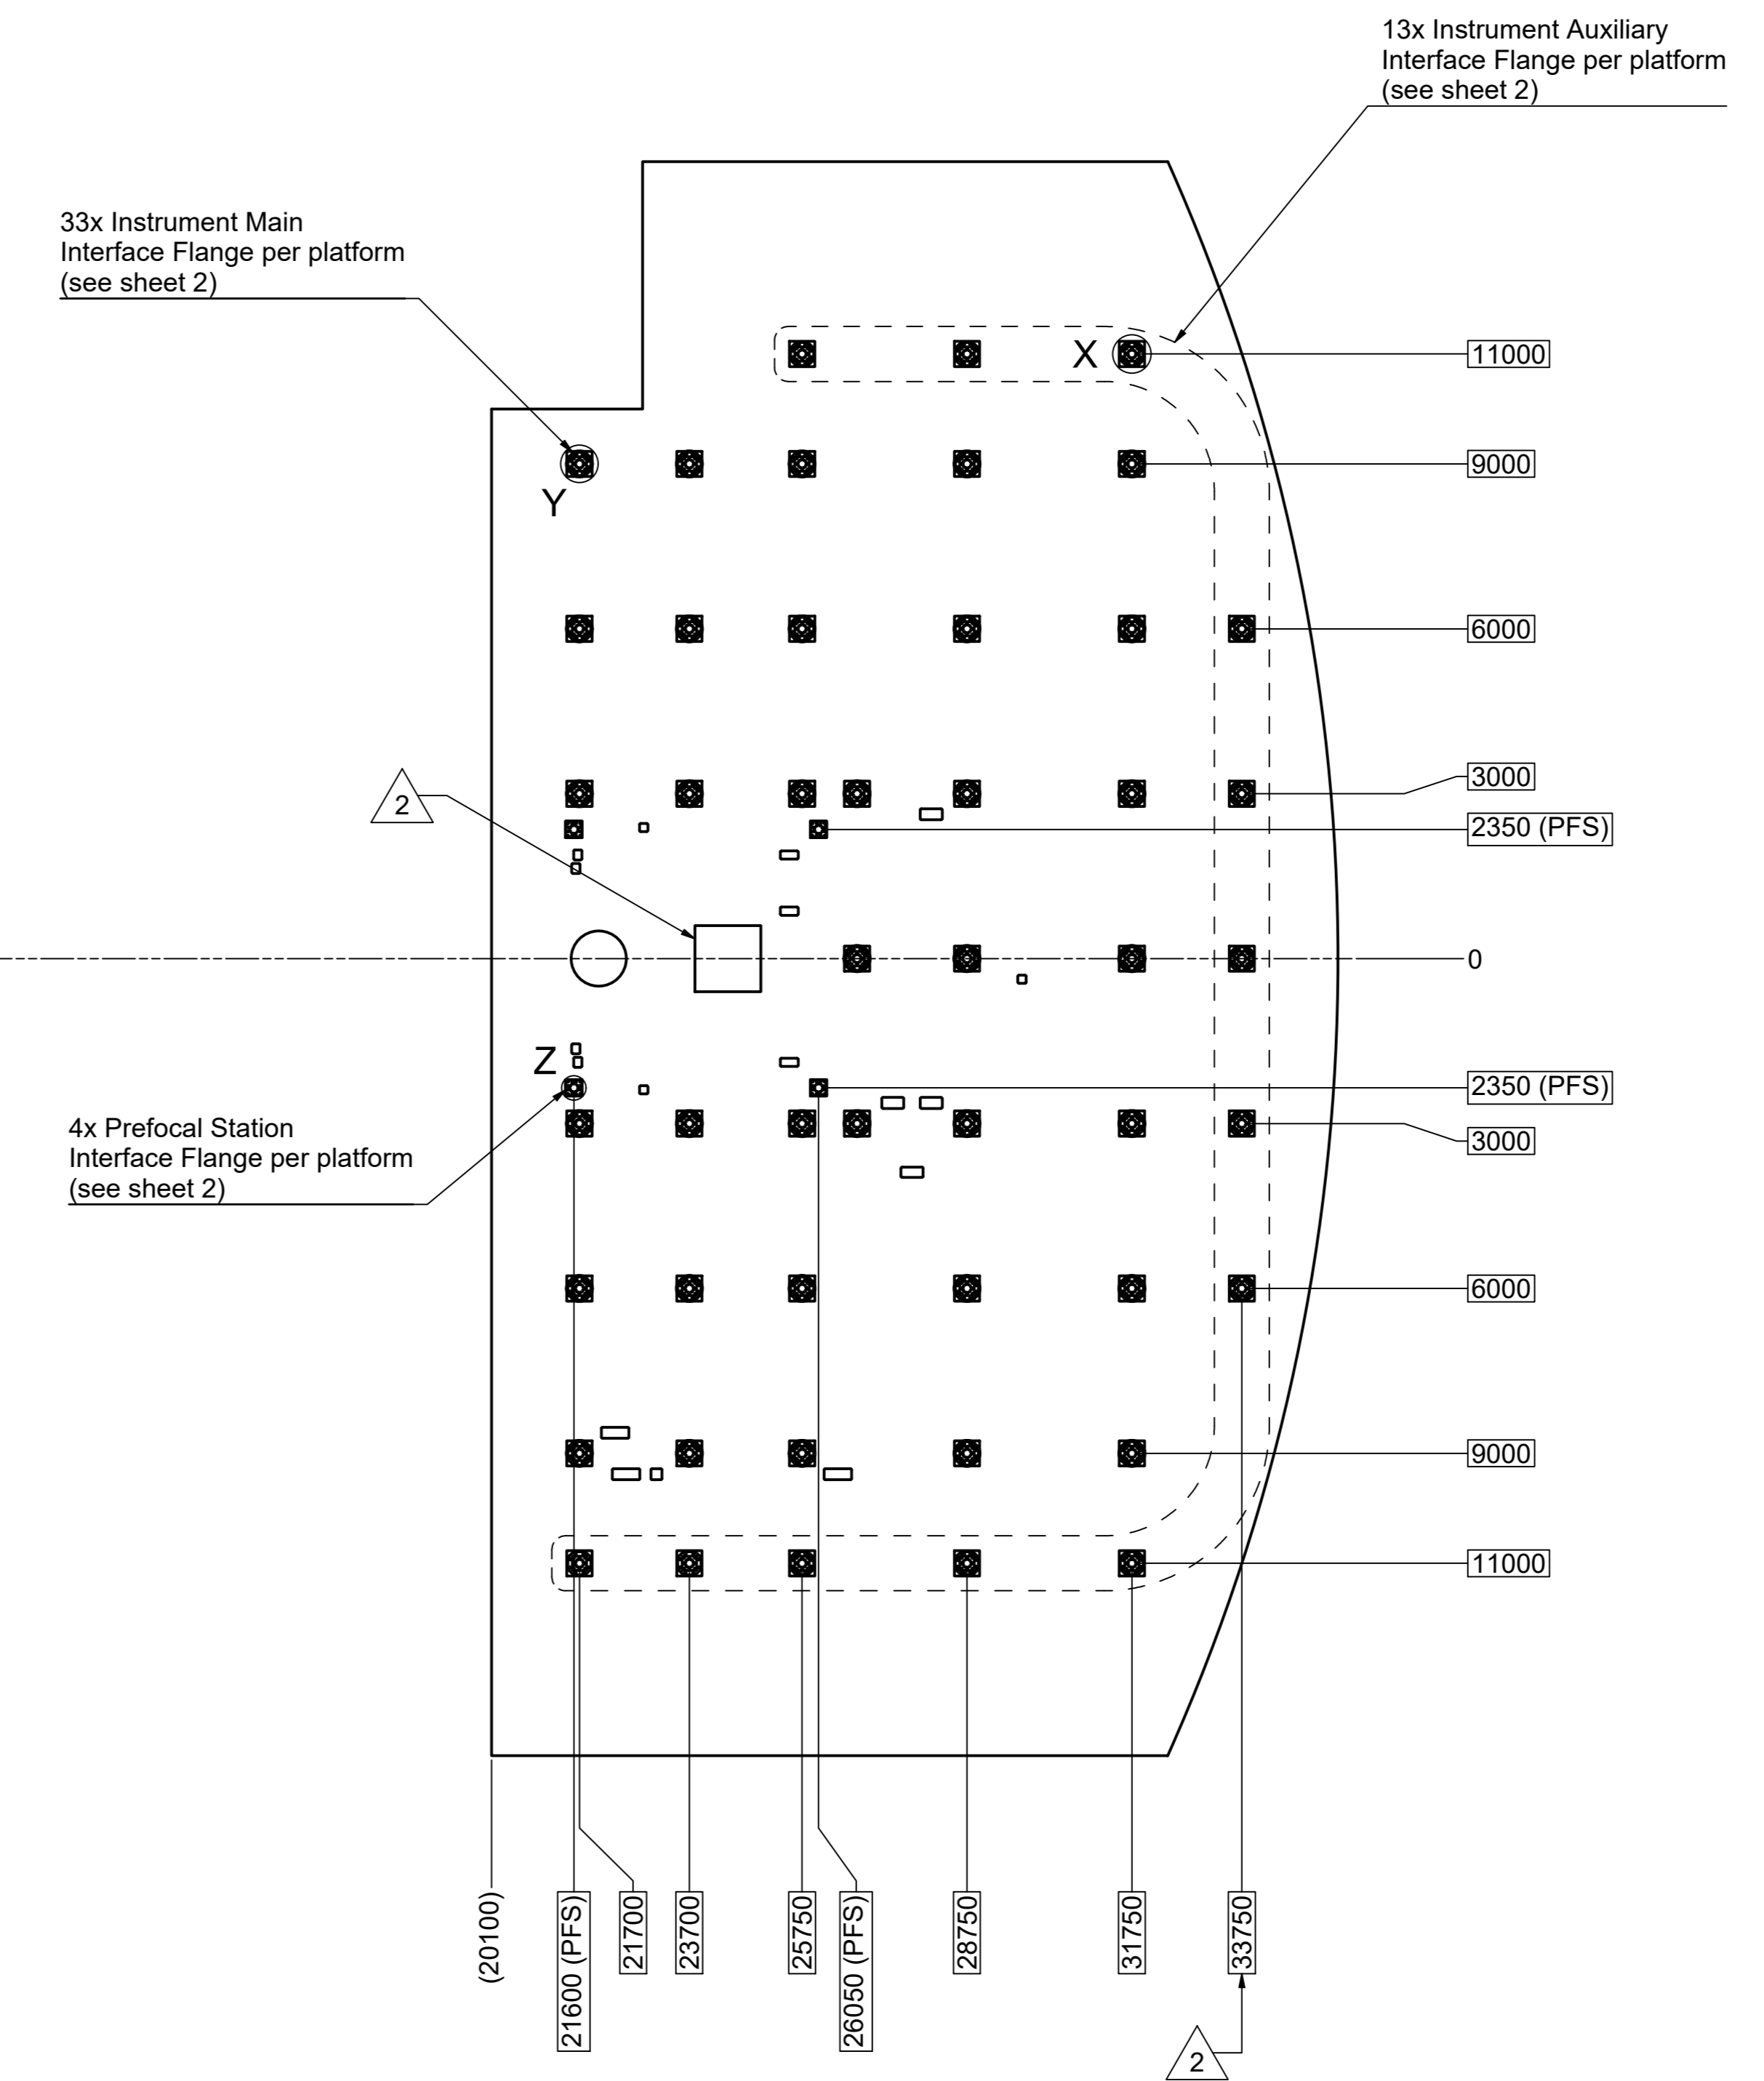 13x Instrument Auxiliary
Interface Flange per platform
(see sheet 2)
33x Instrument Main
Interface Flange per platform
(see sheet 2)
X
11000
9000
Y
6000
3000
2
2350 (PFS)
0
Z
2350 (PFS)
4x Prefocal Station
Interface Flange per platform
(see sheet 2)
3000
6000
9000
11000
(20100)
21600 (PFS)
21700
23700
25750
26050 (PFS)
28750
31750
33750
2